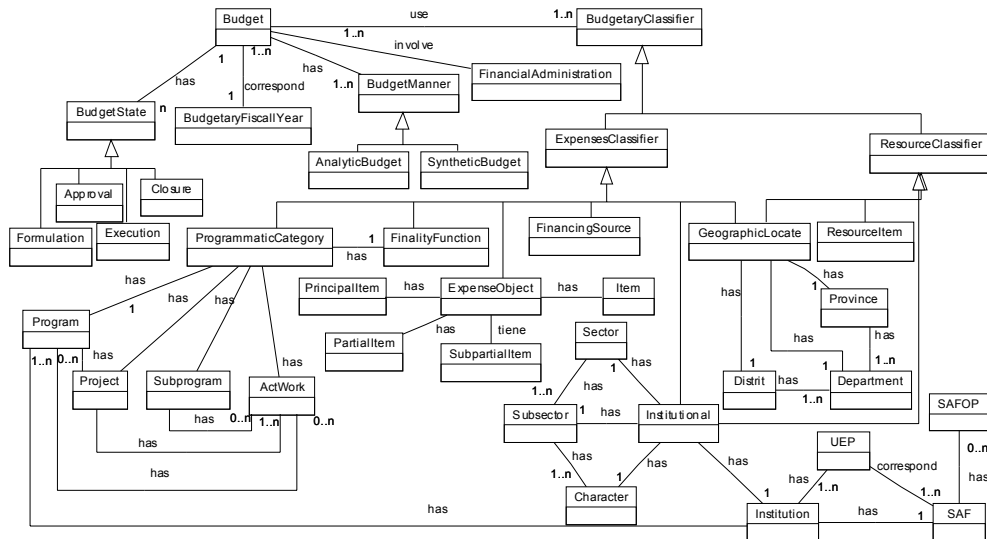 Budget
use
1..n
BudgetaryClassifier
1..n
involve
1
1..n
has
has
1..n
BudgetManner
FinancialAdministration
correspond
1
BudgetState
n
BudgetaryFiscallYear
ExpensesClassifier
ResourceClassifier
AnalyticBudget
SyntheticBudget
Approval
Closure
Formulation
Execution
ProgrammaticCategory
1
has
FinalityFunction
FinancingSource
GeographicLocate
ResourceItem
has
1
has
has
has
PrincipalItem
has
ExpenseObject
has
Item
has
has
1
Province
Program
1..n
0..n
has
has
tiene
PartialItem
SubpartialItem
Sector
1
has
has
has
1..n
Project
Subprogram
ActWork
has
1..n
has
Distrit
1
has
1
1..n
Department
has
0..n
1..n
0..n
Subsector
1
has
Institutional
SAFOP
0..n
has
has
has
1..n
has
1
has
1
UEP
correspond
has
1..n
1..n
has
Character
has
Institution
has
1
SAF